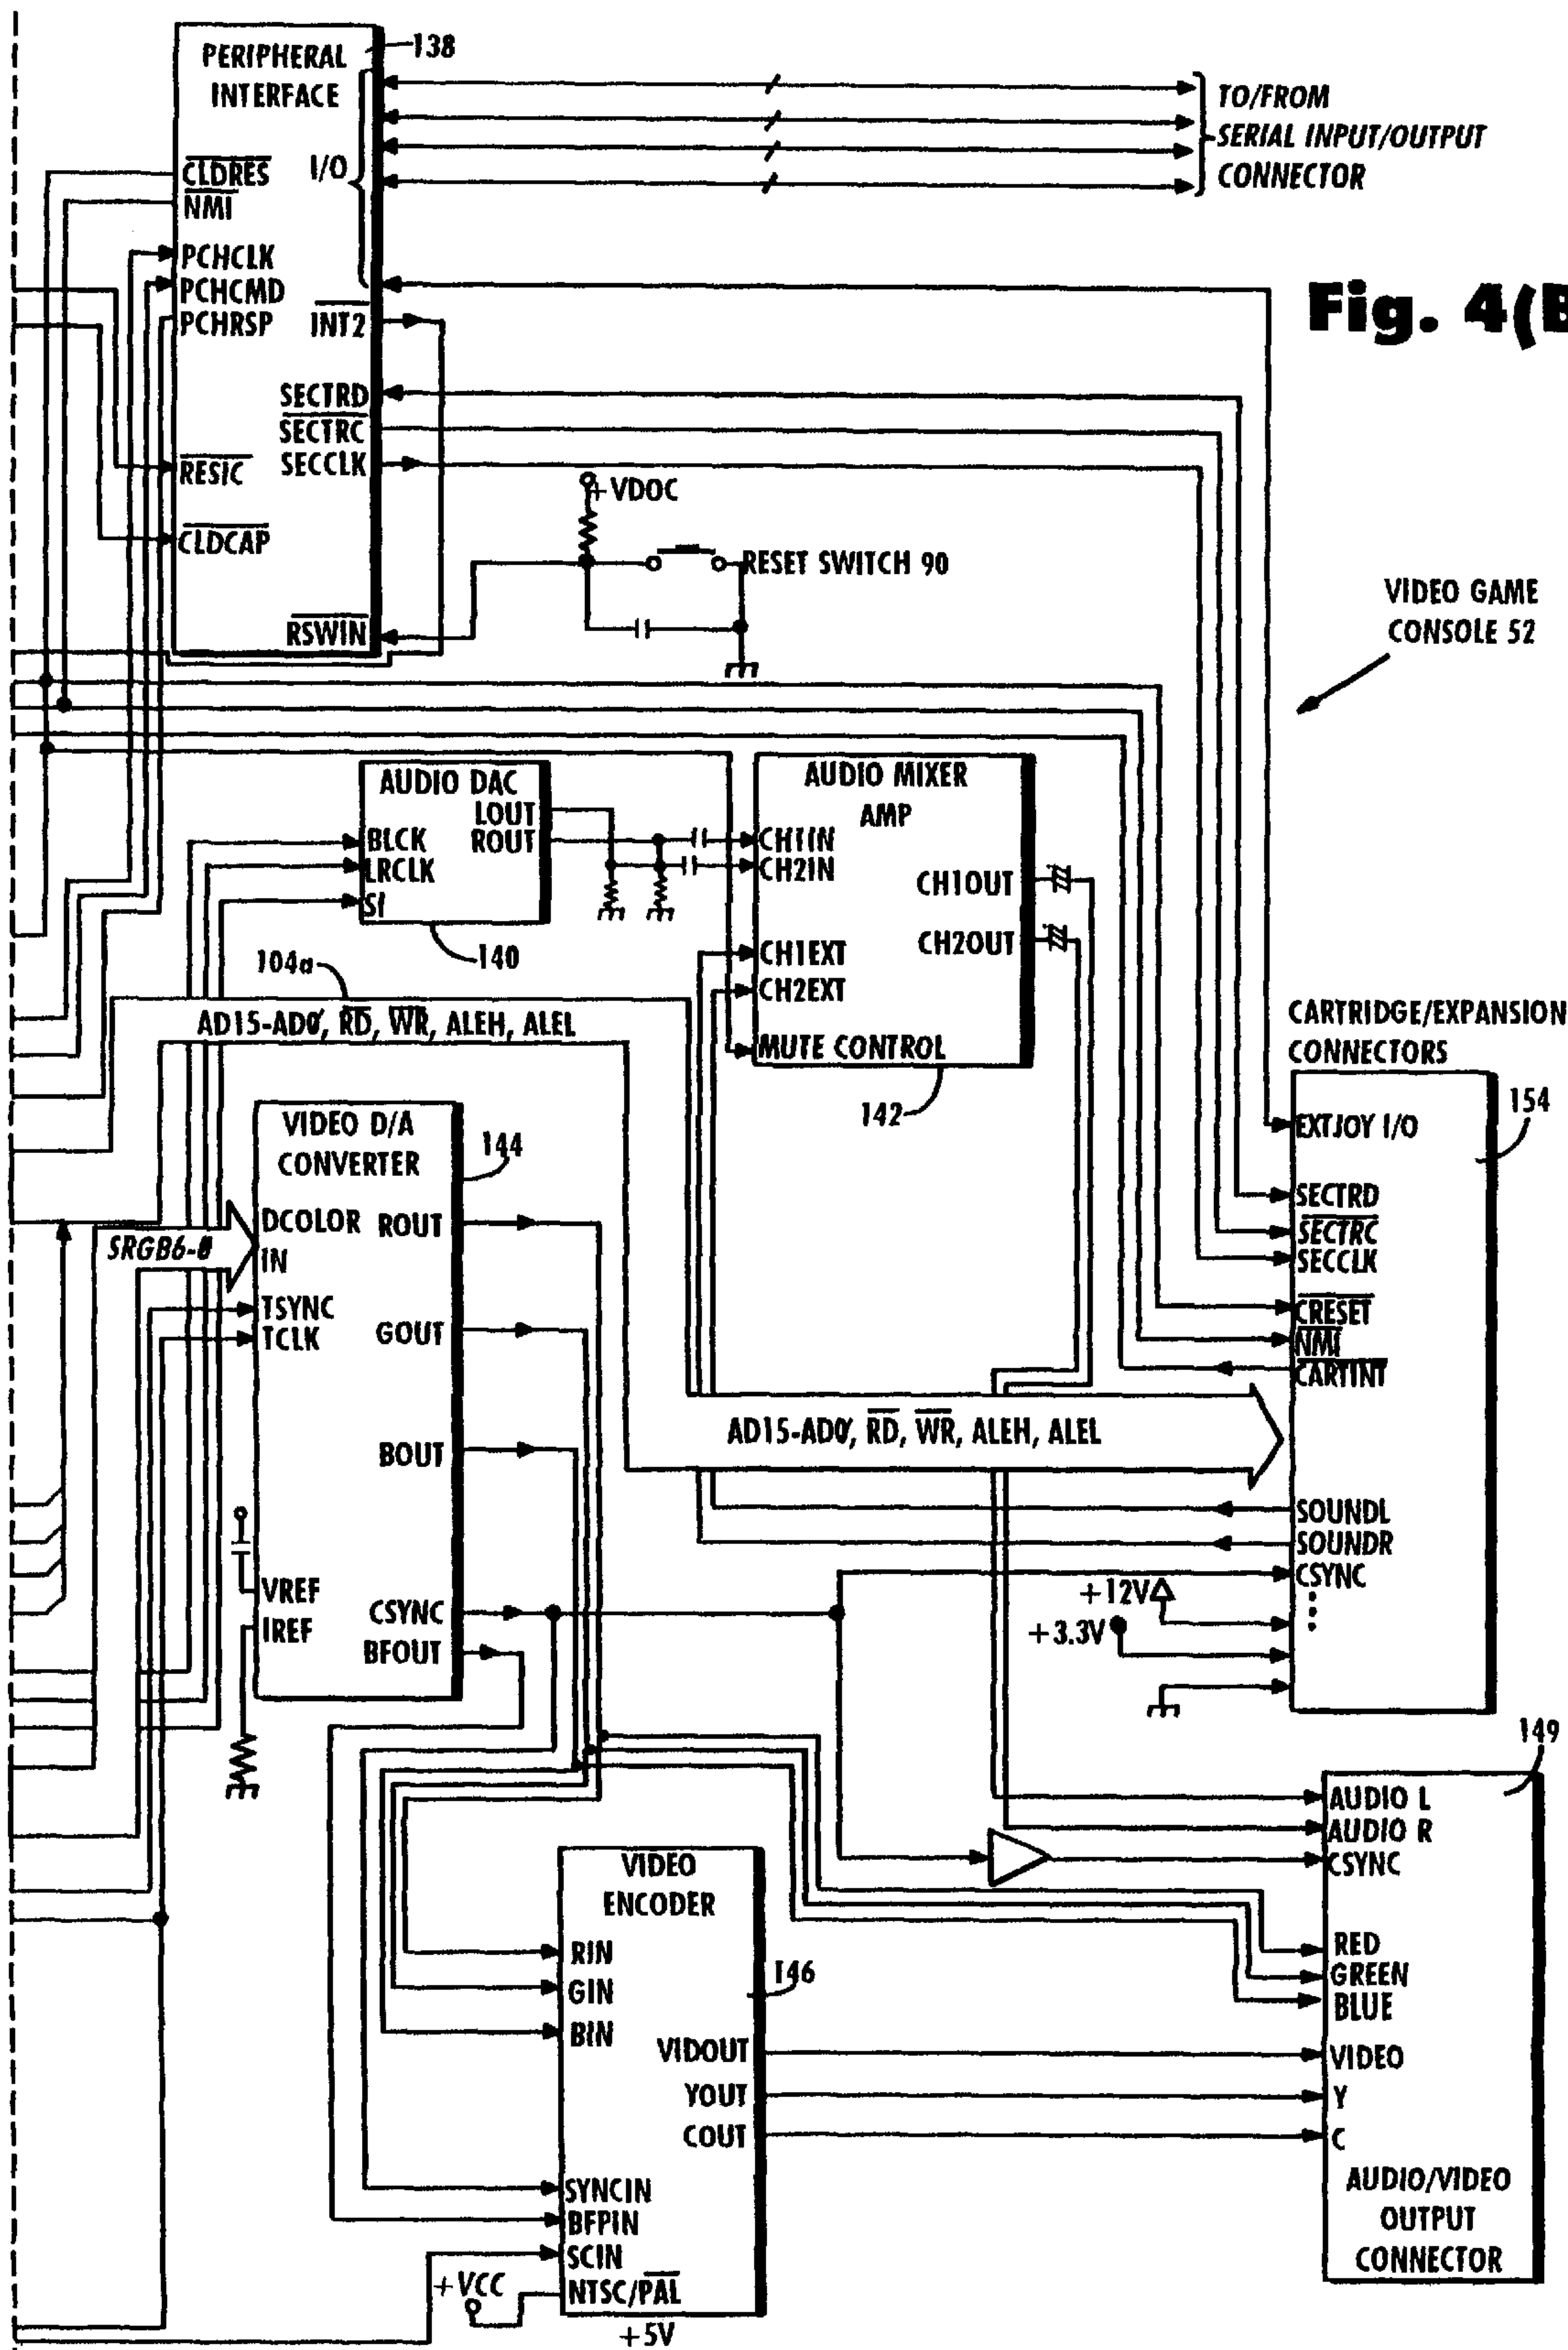 PERIPHERAL
INTERFACE
138
I/O
CLDRES
NMI
PCHCLK
PCHCMD
PCHRSP
INT2
SECTRD
SECTRC
SECCLK
RESIC
CLDCAP
RSWIN
TO/FROM
SERIAL INPUT/OUTPUT
CONNECTOR
Fig. 4(B
+VDOC
RESET SWITCH 90
VIDEO GAME
CONSOLE 52
AUDIO DAC
LOUT
ROUT
BLCK
LRCLK
SI
140
AUDIO MIXER
AMP
CH1IN
CH2IN
CH1OUT
CH2OUT
CH1EXT
CH2EXT
MUTE CONTROL
142
104a
AD15-AD0, RD, WR, ALEH, ALEL
CARTRIDGE/EXPANSION
CONNECTORS
154
EXTJOY I/O
SECTRD
SECTRC
SECCLK
CRESET
NMI
CARTINT
AD15-AD0, RD, WR, ALEH, ALEL
SOUNDL
SOUNDR
CSYNC
+12V
+3.3V
VIDEO D/A
CONVERTER
144
SRGB6-0
DCOLOR
IN
ROUT
TSYNC
TCLK
GOUT
BOUT
VREF
IREF
CSYNC
BFOUT
149
AUDIO L
AUDIO R
CSYNC
RED
GREEN
BLUE
VIDEO
Y
C
AUDIO/VIDEO
OUTPUT
CONNECTOR
VIDEO
ENCODER
146
RIN
GIN
BIN
VIDOUT
YOUT
COUT
SYNCIN
BFPIN
SCIN
NTSC/PAL
+VCC
+5V